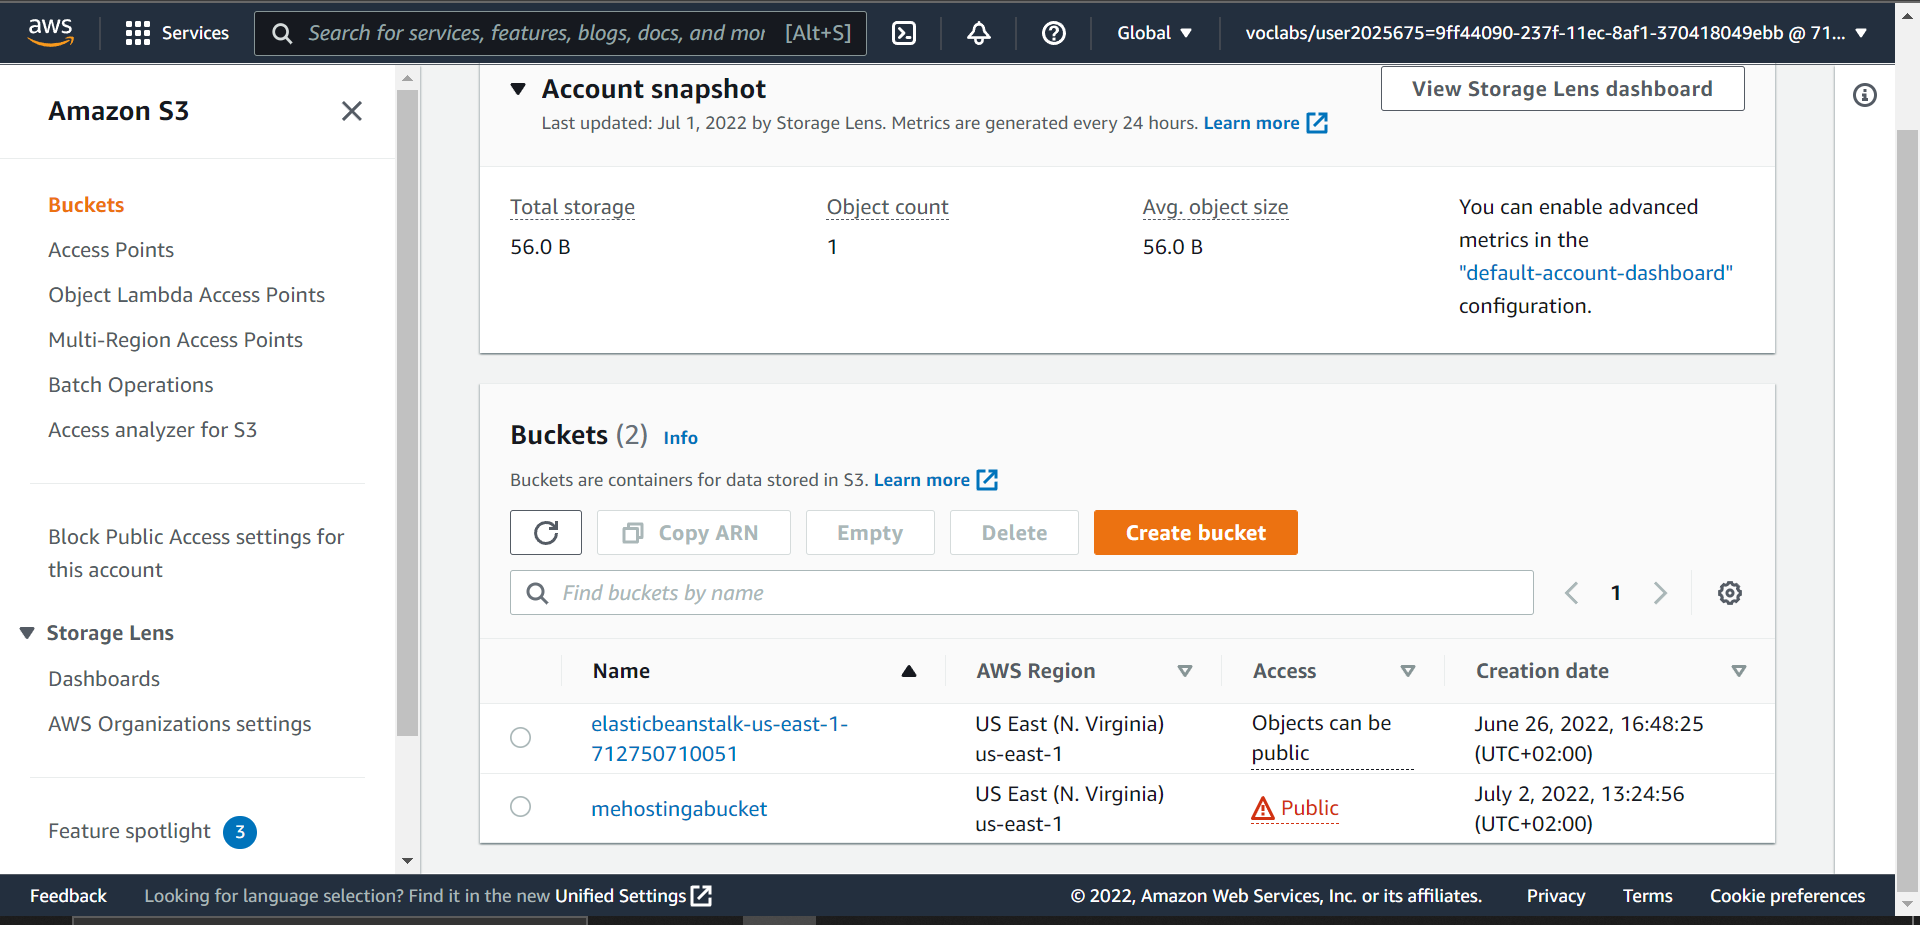 aws
Services
Search for services, features, blogs, docs, and mor
[Alt+S]
Global
voclabs/user2025675=9ff44090-237f-11ec-8af1-370418049ebb @ 71...
Amazon S3
Buckets
Access Points
Object Lambda Access Points
Multi-Region Access Points
Batch Operations
Access analyzer for S3
Block Public Access settings for
this account
Storage Lens
Dashboards
AWS Organizations settings
Feature spotlight 3
Account snapshot
View Storage Lens dashboard
Last updated: Jul 1, 2022 by Storage Lens. Metrics are generated every 24 hours. Learn more
Total storage
56.0 B
Object count
1
Avg. object size
56.0 B
You can enable advanced
metrics in the
"default-account-dashboard"
configuration.
Buckets (2) Info
Buckets are containers for data stored in S3. Learn more
Copy ARN
Empty
Delete
Create bucket
Find buckets by name
1
Name
AWS Region
Access
Creation date
elasticbeanstalk-us-east-1-
712750710051
US East (N. Virginia)
us-east-1
Objects can be
public
June 26, 2022, 16:48:25
(UTC+02:00)
mehostingabucket
US East (N. Virginia)
us-east-1
Public
July 2, 2022, 13:24:56
(UTC+02:00)
Feedback
Looking for language selection? Find it in the new Unified Settings
© 2022, Amazon Web Services, Inc. or its affiliates.
Privacy
Terms
Cookie preferences